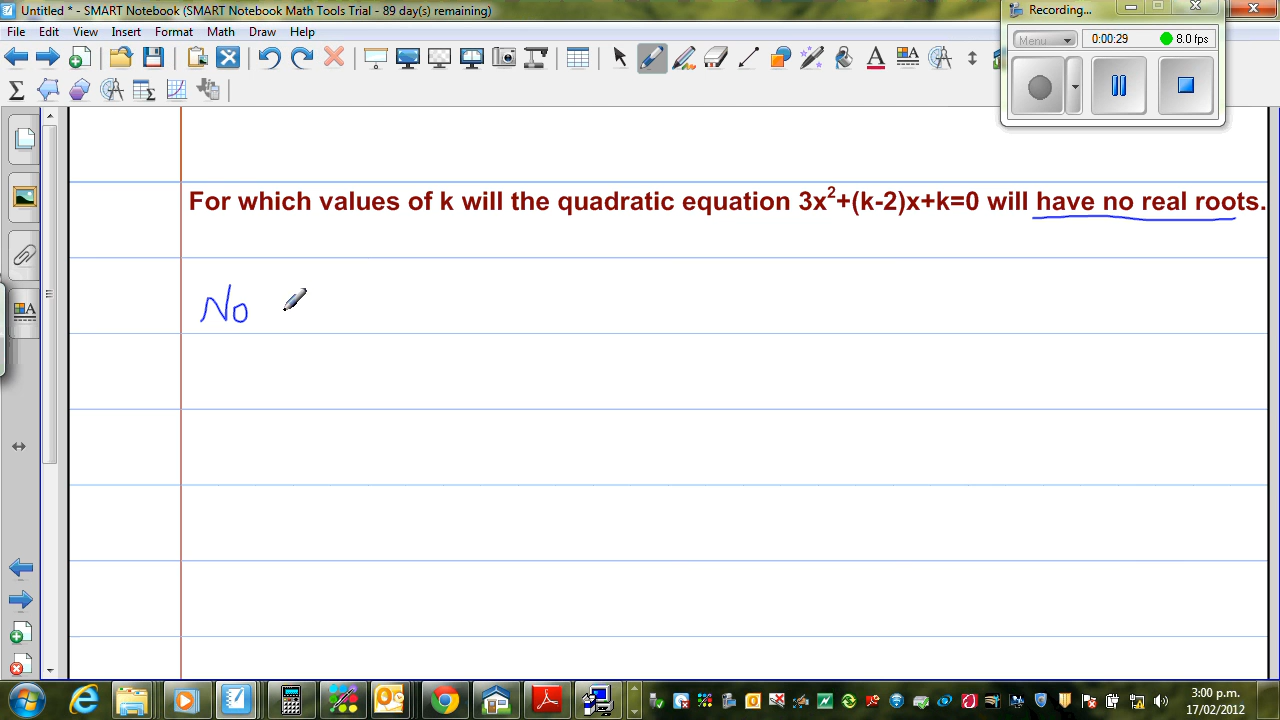 Untitled * - SMART Notebook (SMART Notebook Math Tools Trial - 89 day(s) remaining)
Recording...
File Edit View Insert Format Math Draw Help
Menu 0:00:29 8.0 fps
For which values of k will the quadratic equation 3x²+(k-2)x+k=0 will have no real roots.
No
3:00 p.m.
17/02/2012